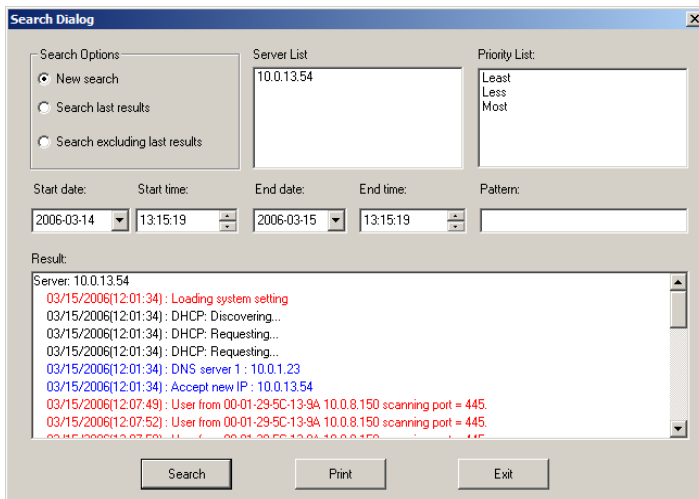 Search Dialog
Search Options
New search
Search last results
Search excluding last results
Server List
10.0.13.54
Priority List:
Least
Less
Most
Start date:
Start time:
End date:
End time:
Pattern:
2006-03-14
13:15:19
2006-03-15
13:15:19
Result:
Server: 10.0.13.54
03/15/2006(12:01:34) : Loading system setting
03/15/2006(12:01:34) : DHCP: Discovering...
03/15/2006(12:01:34) : DHCP: Requesting...
03/15/2006(12:01:34) : DHCP: Requesting...
03/15/2006(12:01:34) : DNS server 1 : 10.0.1.23
03/15/2006(12:01:34) : Accept new IP : 10.0.13.54
03/15/2006(12:07:49) : User from 00-01-29-5C-13-9A 10.0.8.150 scanning port = 445.
03/15/2006(12:07:52) : User from 00-01-29-5C-13-9A 10.0.8.150 scanning port = 445.
Search
Print
Exit